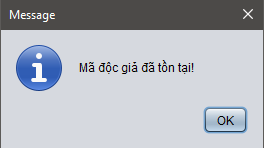 Message
Mã độc giả đã tồn tại!
OK